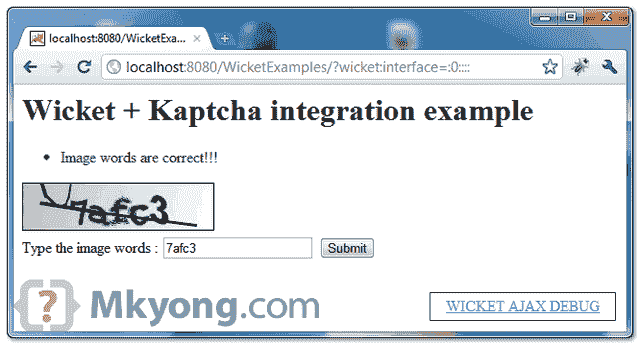 localhost:8080/WicketExa...
localhost:8080/WicketExamples/?wicket:interface=:0::::
Wicket + Kaptcha integration example
• Image words are correct!!!
7afc3
Type the image words : 7afc3 Submit
{?} Mkyong.com
WICKET AJAX DEBUG